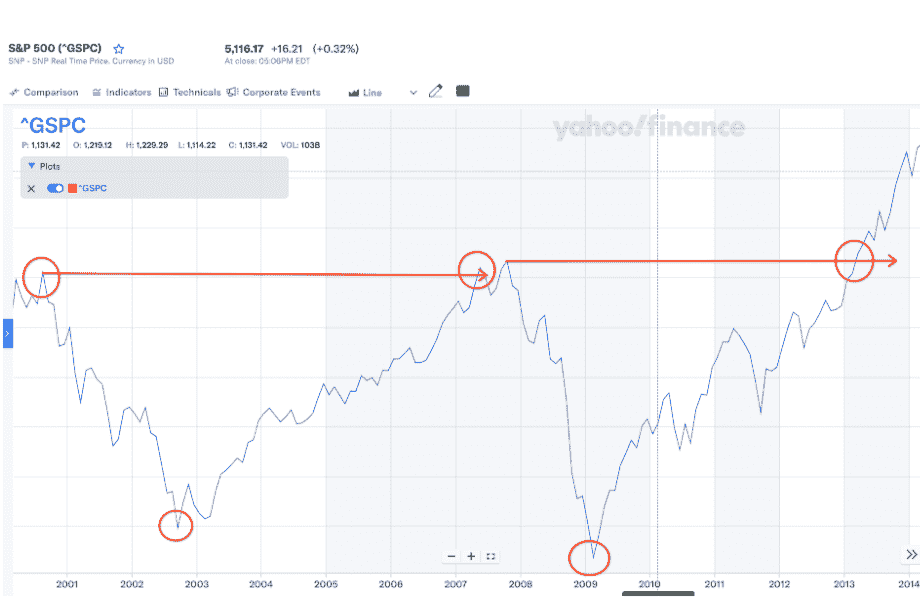 S&P 500 (^GSPC)
5,116.17 +16.21 (+0.32%)
SNP - SNP Real Time Price. Currency in USD
At close: 05:06PM EDT
Comparison Indicators Technicals Corporate Events Line
^GSPC
yahoo!finance
P: 1,131.42 O: 1,219.12 H: 1,229.29 L: 1,114.22 C: 1,131.42 VOL: 103B
Plots
^GSPC
2001 2002 2003 2004 2005 2006 2007 2008 2009 2010 2011 2012 2013 2014